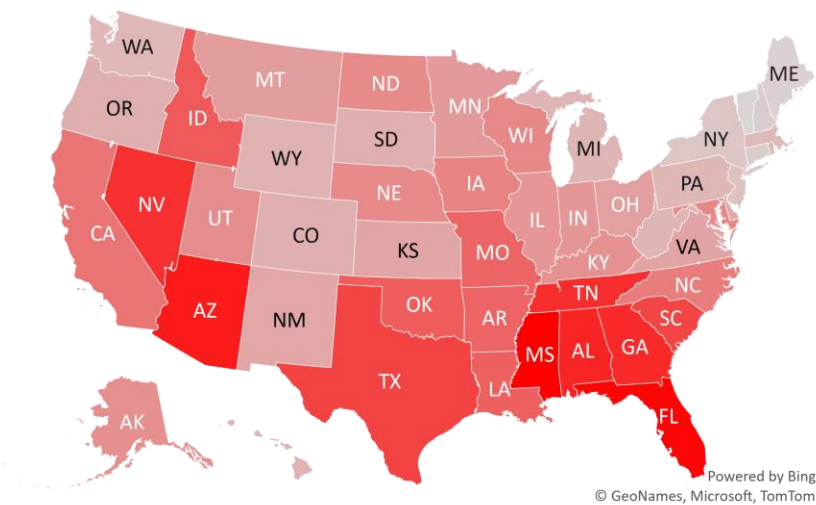 WA
ME
MT
ND
MN
OR
ID
WI
SD
MI
NY
WY
PA
IA
NE
NV
UT
IL
IN
OH
CO
CA
KS
MO
VA
KY
NC
TN
OK
AZ
NM
AR
SC
MS
AL
GA
TX
LA
FL
AK
Powered by Bing
© GeoNames, Microsoft, TomTom